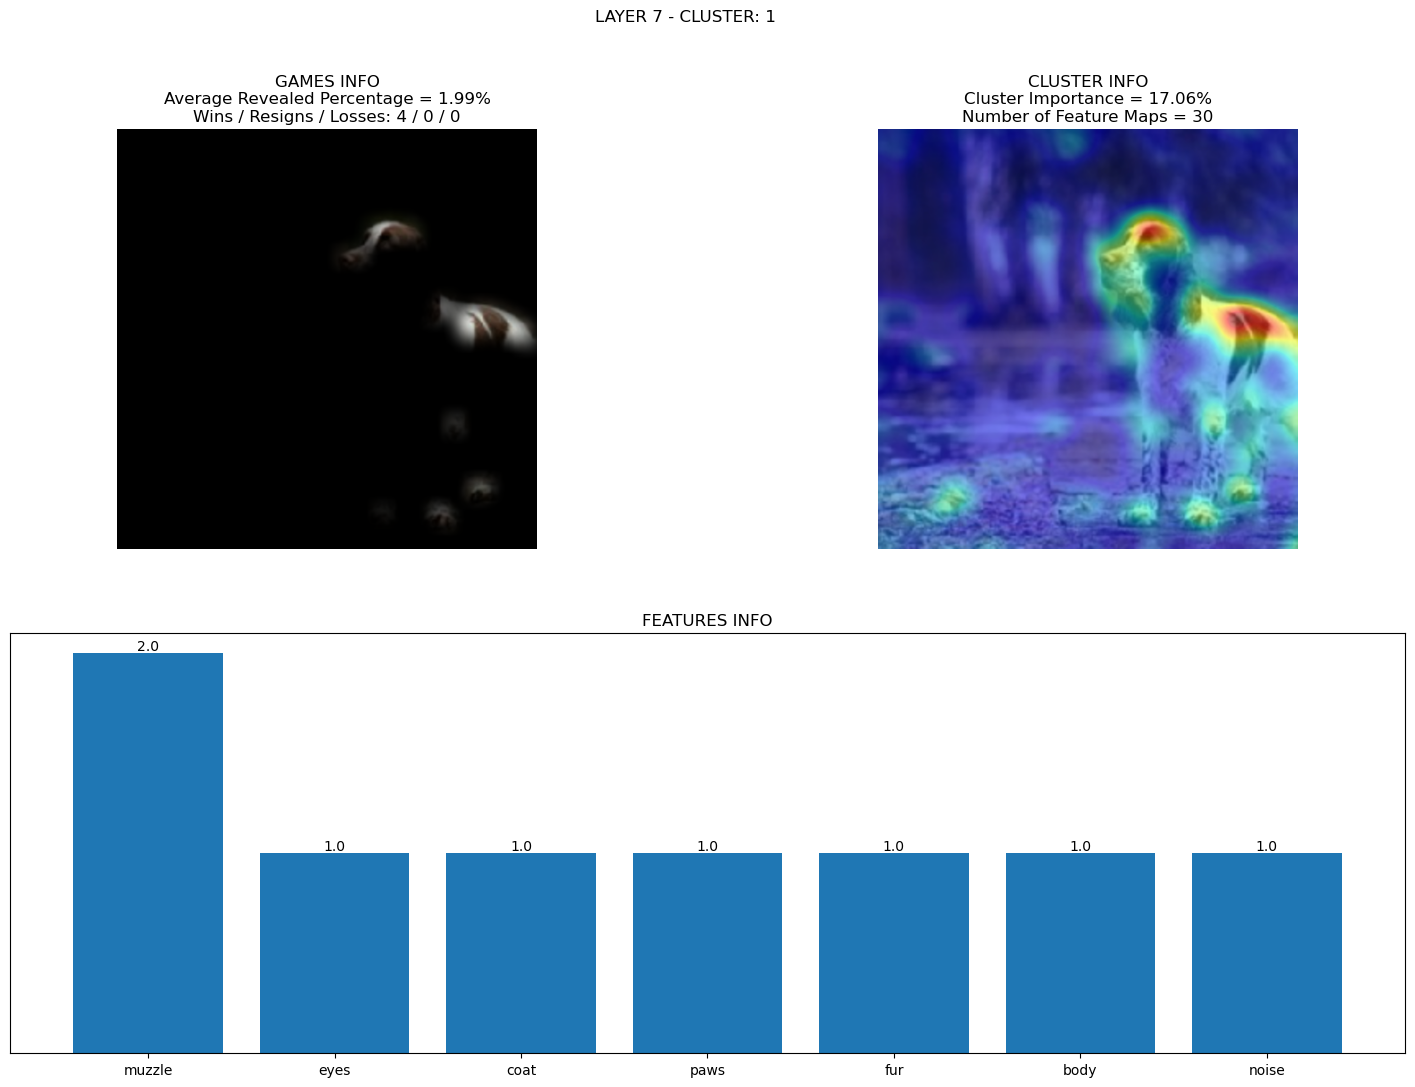 LAYER 7 - CLUSTER: 1
GAMES INFO
Average Revealed Percentage = 1.99%
Wins / Resigns / Losses: 4 / 0 / 0
CLUSTER INFO
Cluster Importance = 17.06%
Number of Feature Maps = 30
FEATURES INFO
2.0
1.0 1.0 1.0 1.0 1.0 1.0
muzzle eyes coat paws fur body noise